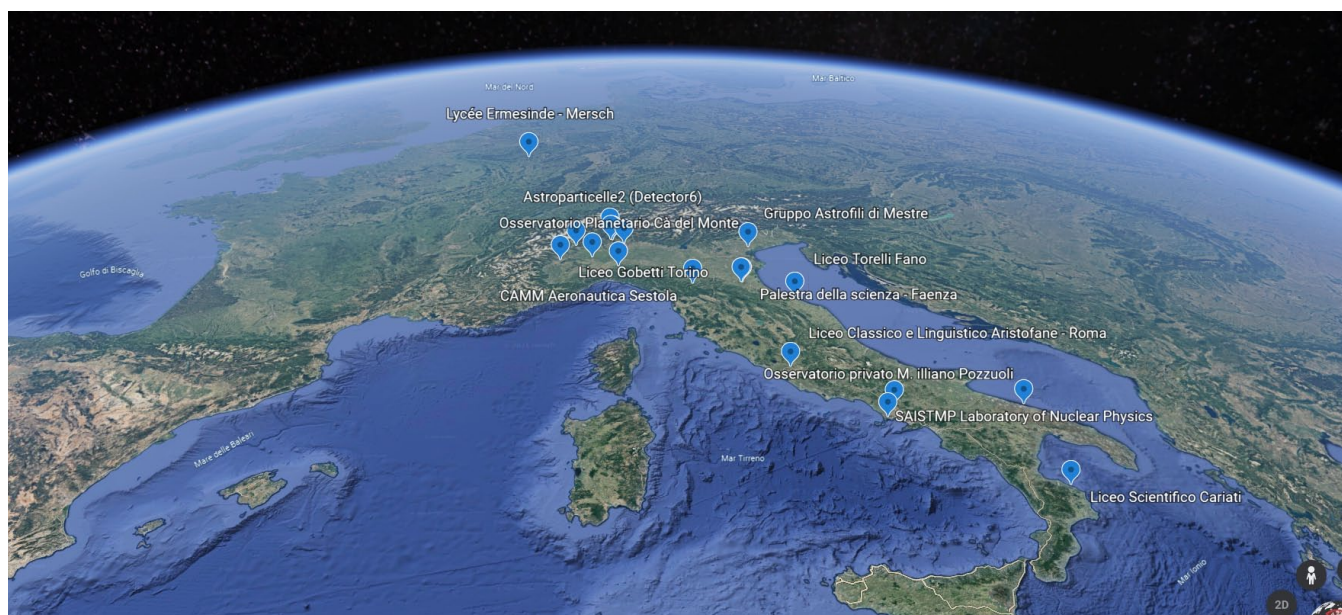 Mar Baltico
Mar del Nord
Lycée Ermesinde - Mersch
Astroparticelle2 (Detector6)
Gruppo Astrofili di Mestre
Osservatorio Planetario Cà del Monte
Liceo Torelli Fano
Golfo di Biscaglia
Liceo Gobetti Torino
CAMM Aeronautica Sestola
Palestra della scienza - Faenza
Liceo Classico e Linguistico Aristofane - Roma
Osservatorio privato M. illiano Pozzuoli
SAISTMP Laboratory of Nuclear Physics
Mare delle Baleari
Mar Tirreno
Liceo Scientifico Cariati
Mar Ionio
2D